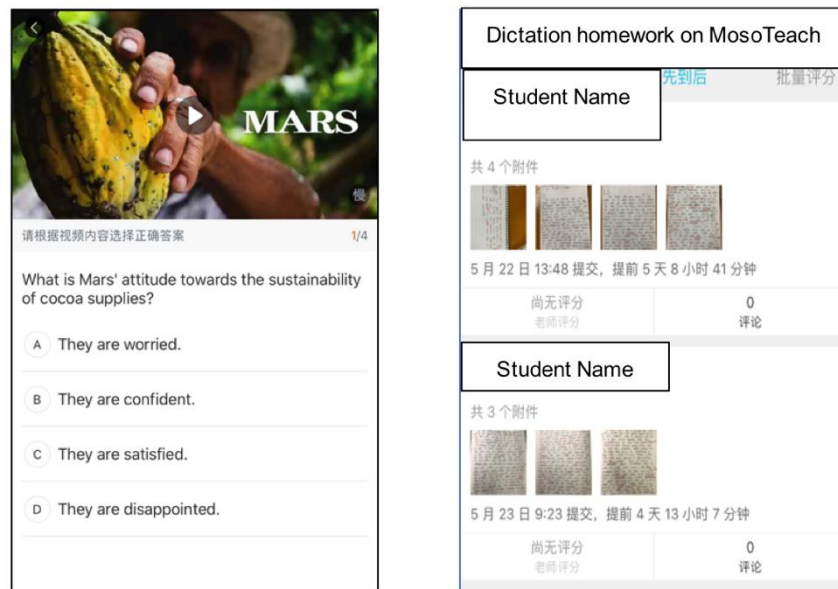 MARS
慢
请根据视频内容选择正确答案 1/4
What is Mars' attitude towards the sustainability
of cocoa supplies?
A They are worried.
B They are confident.
C They are satisfied.
D They are disappointed.
Dictation homework on MosoTeach
先到后 批量评分
Student Name
共 4 个附件
5 月 22 日 13:48 提交，提前 5 天 8 小时 41 分钟
尚无评分 0
老师评分 评论
Student Name
共 3 个附件
5 月 23 日 9:23 提交，提前 4 天 13 小时 7 分钟
尚无评分 0
老师评分 评论